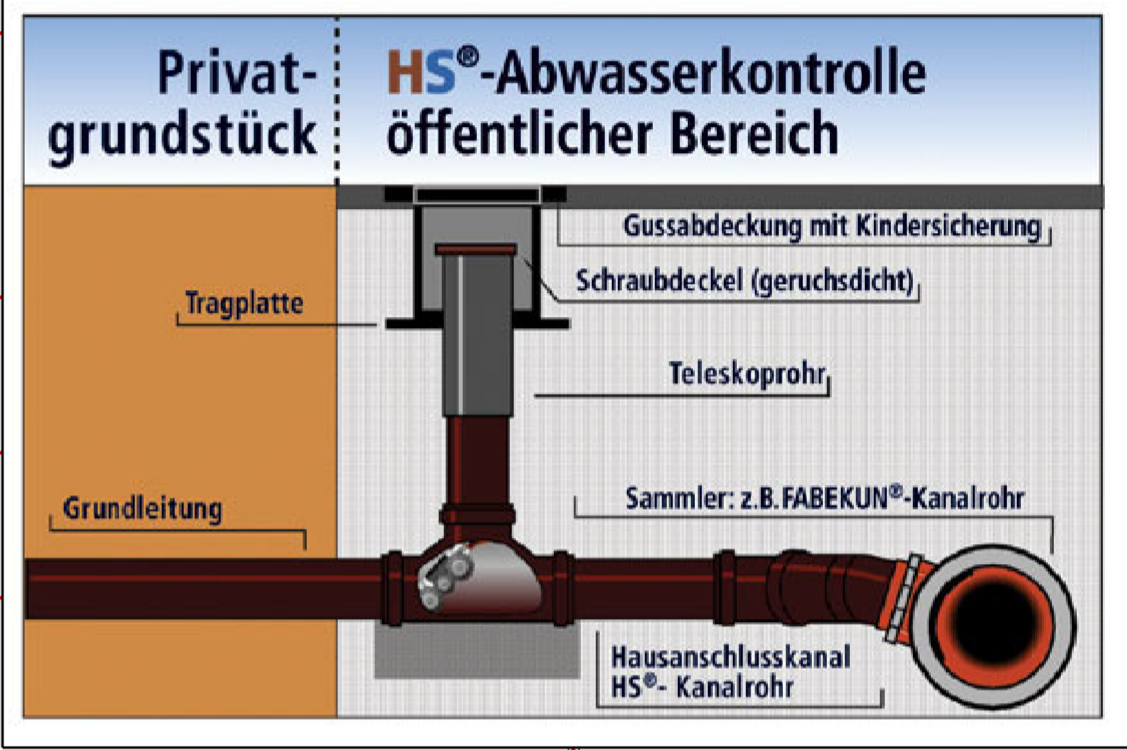 Privat-
grundstück
HS®-Abwasserkontrolle
öffentlicher Bereich
Gussabdeckung mit Kindersicherung
Schraubdeckel (geruchsdicht)
Tragplatte
Teleskoprohr
Sammler: z.B.FABEKUN®-Kanalrohr
Grundleitung
Hausanschlusskanal
HS®- Kanalrohr